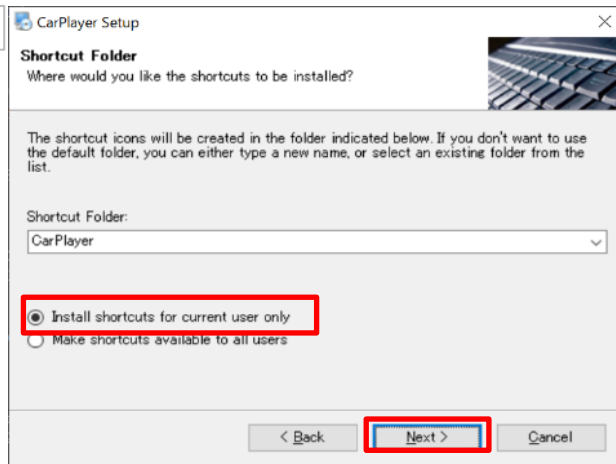 CarPlayer Setup
Shortcut Folder
Where would you like the shortcuts to be installed?
The shortcut icons will be created in the folder indicated below. If you don't want to use
the default folder, you can either type a new name, or select an existing folder from the
list.
Shortcut Folder:
CarPlayer
Install shortcuts for current user only
Make shortcuts available to all users
< Back
Next >
Cancel